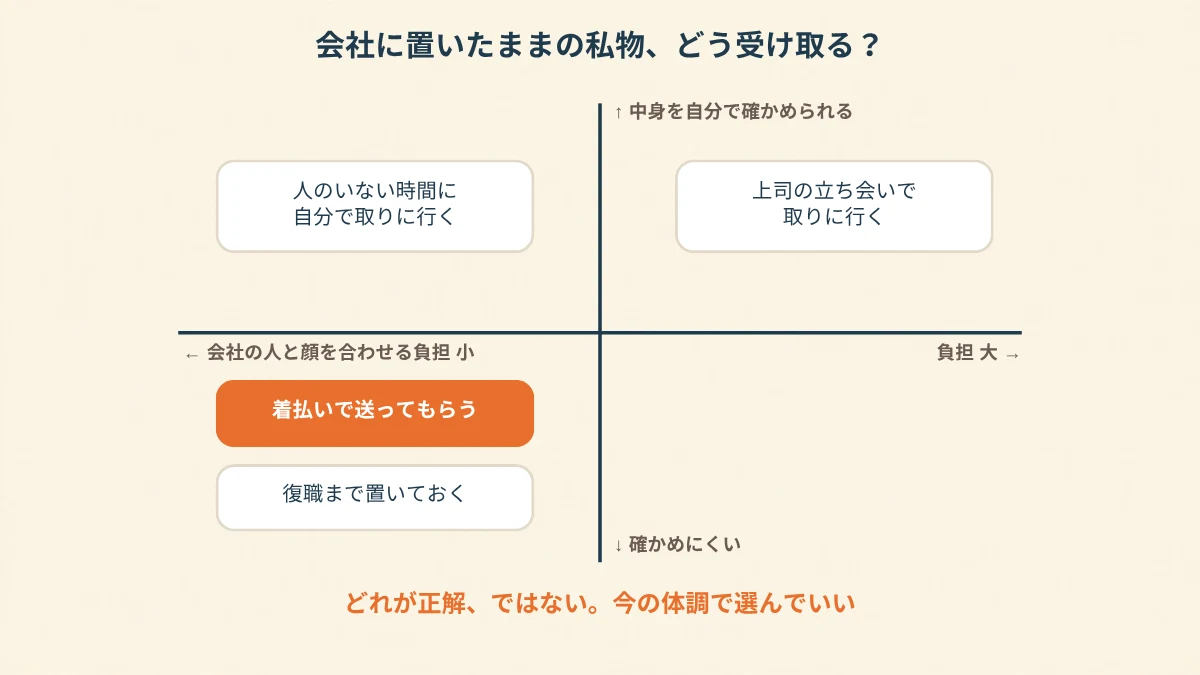 会社に置いたままの私物、どう受け取る？
↑ 中身を自分で確かめられる
人のいない時間に
自分で取りに行く
上司の立ち会いで
取りに行く
← 会社の人と顔を合わせる負担 小
負担 大 →
着払いで送ってもらう
復職まで置いておく
↓ 確かめにくい
どれが正解、ではない。今の体調で選んでいい